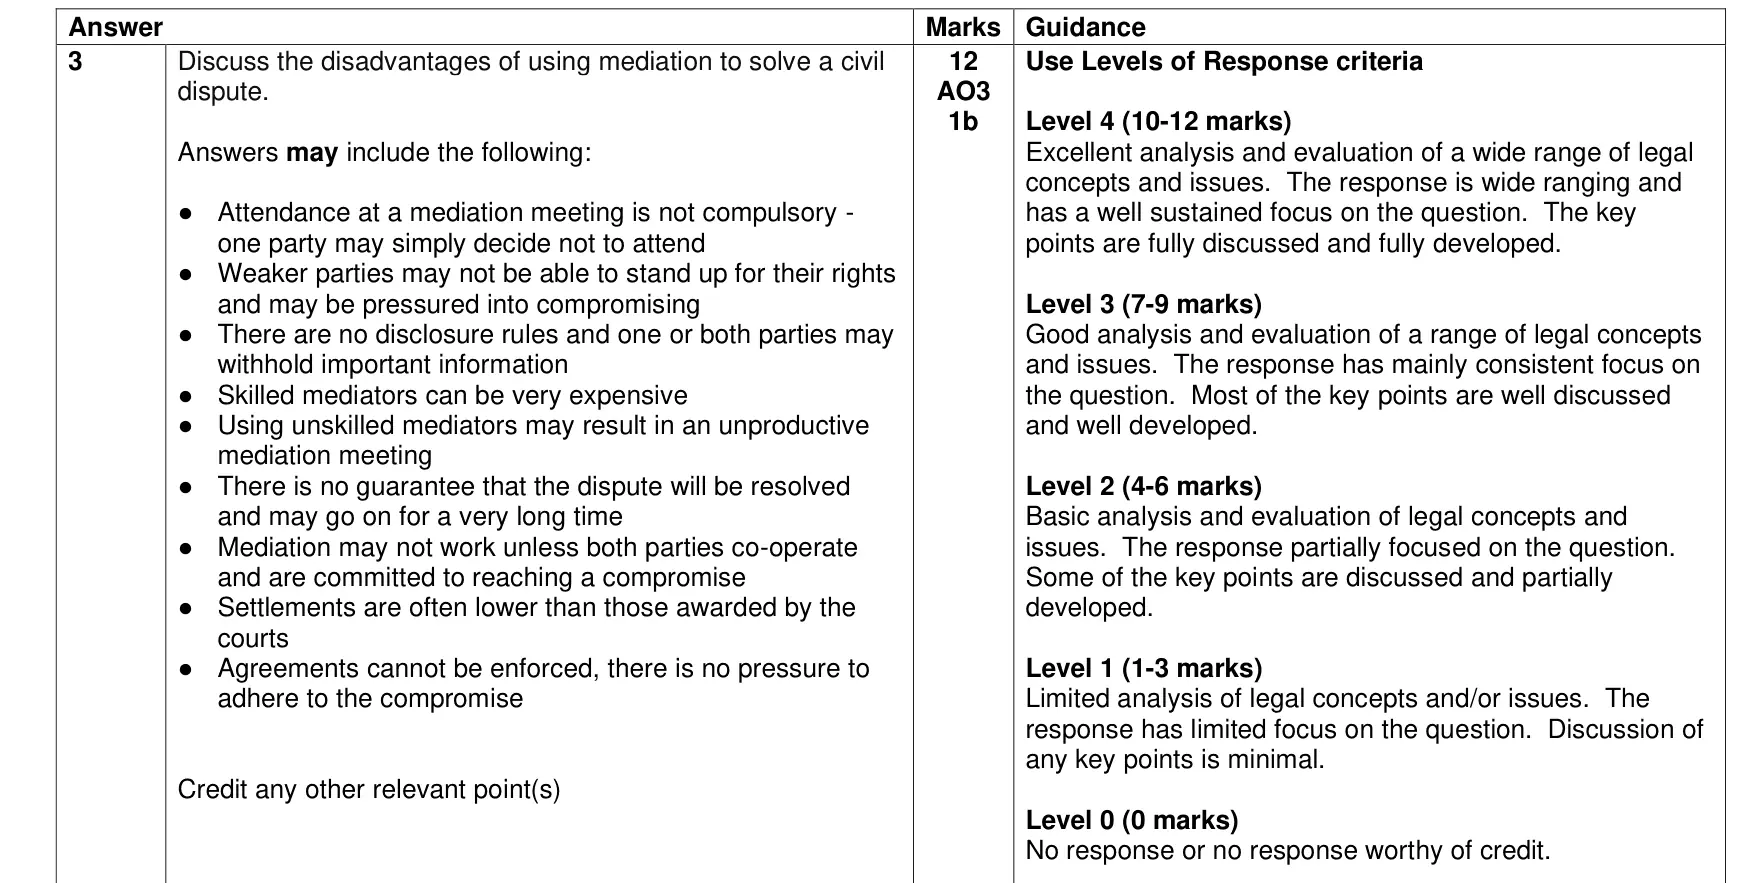 Answer Marks Guidance
3 Discuss the disadvantages of using mediation to solve a civil
dispute.
Answers may include the following:
● Attendance at a mediation meeting is not compulsory -
one party may simply decide not to attend
● Weaker parties may not be able to stand up for their rights
and may be pressured into compromising
● There are no disclosure rules and one or both parties may
withhold important information
● Skilled mediators can be very expensive
● Using unskilled mediators may result in an unproductive
mediation meeting
● There is no guarantee that the dispute will be resolved
and may go on for a very long time
● Mediation may not work unless both parties co-operate
and are committed to reaching a compromise
● Settlements are often lower than those awarded by the
courts
● Agreements cannot be enforced, there is no pressure to
adhere to the compromise
Credit any other relevant point(s)
12
AO3
1b
Use Levels of Response criteria
Level 4 (10-12 marks)
Excellent analysis and evaluation of a wide range of legal
concepts and issues.  The response is wide ranging and
has a well sustained focus on the question.  The key
points are fully discussed and fully developed.
Level 3 (7-9 marks)
Good analysis and evaluation of a range of legal concepts
and issues.  The response has mainly consistent focus on
the question.  Most of the key points are well discussed
and well developed.
Level 2 (4-6 marks)
Basic analysis and evaluation of legal concepts and
issues.  The response partially focused on the question.
Some of the key points are discussed and partially
developed.
Level 1 (1-3 marks)
Limited analysis of legal concepts and/or issues.  The
response has limited focus on the question.  Discussion of
any key points is minimal.
Level 0 (0 marks)
No response or no response worthy of credit.